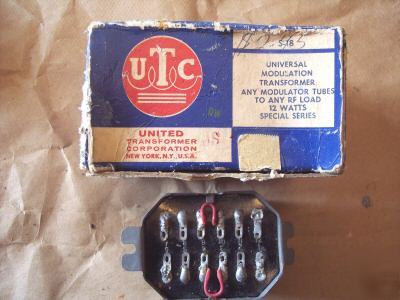 S-18
UTC
UNIVERSAL
MODULATION
TRANSFORMER
ANY MODULATOR TUBES
TO ANY RF LOAD
12 WATTS
SPECIAL SERIES
UNITED
TRANSFORMER
CORPORATION
NEW YORK, N.Y., U.S.A.